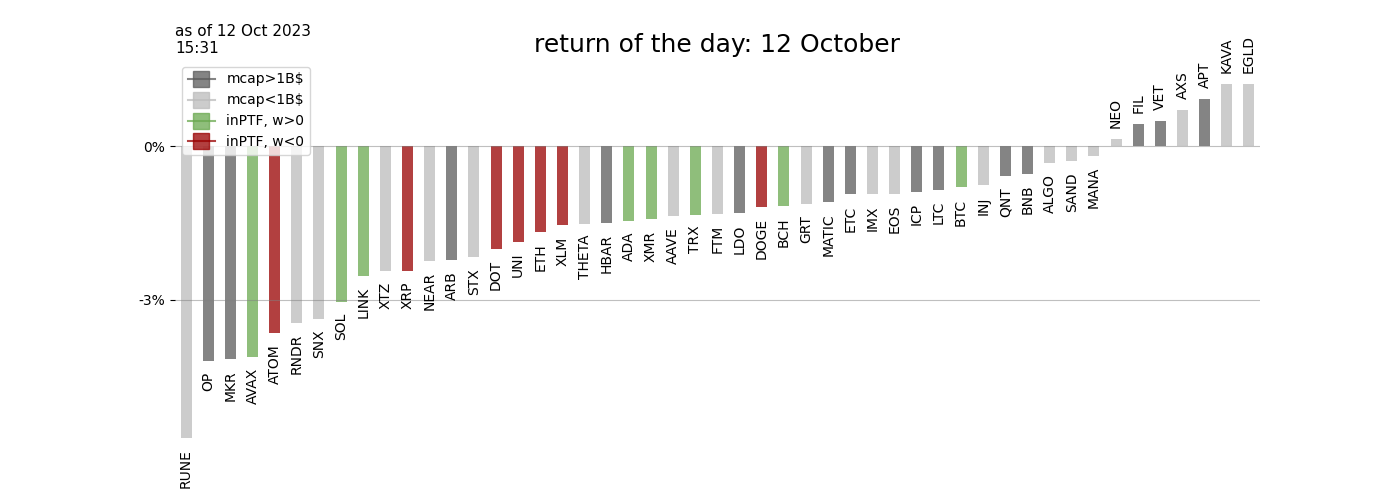 as of 12 Oct 2023
15:31
return of the day: 12 October
mcap>1B$
mcap<1B$
inPTF, w>0
inPTF, w<0
0%
-3%
RUNE
OP
MKR
AVAX
ATOM
RNDR
SNX
SOL
LINK
XTZ
XRP
NEAR
ARB
STX
DOT
UNI
ETH
XLM
THETA
HBAR
ADA
XMR
AAVE
TRX
FTM
LDO
DOGE
BCH
GRT
MATIC
ETC
IMX
EOS
ICP
LTC
BTC
INJ
QNT
BNB
ALGO
SAND
MANA
NEO
FIL
VET
AXS
APT
KAVA
EGLD